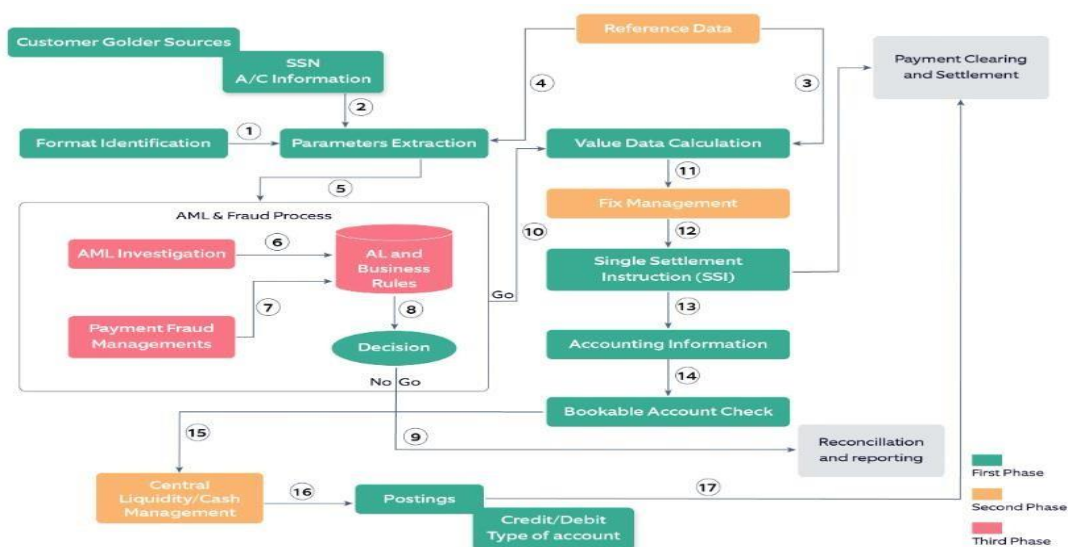 Customer Golder Sources
SSN
A/C Information
Reference Data
Payment Clearing
and Settlement
4
3
2
1
Format Identification
Parameters Extraction
Value Data Calculation
5
11
AML & Fraud Process
Fix Management
10
6
12
AML Investigation
AL and
Business
Rules
Single Settlement
Instruction (SSI)
Go
7
8
13
Payment Fraud
Managements
Decision
Accounting Information
No Go
14
Bookable Account Check
15
9
Reconcillation
and reporting
First Phase
Central
Liquidity/Cash
Management
16
Postings
17
Second Phase
Credit/Debit
Type of account
Third Phase